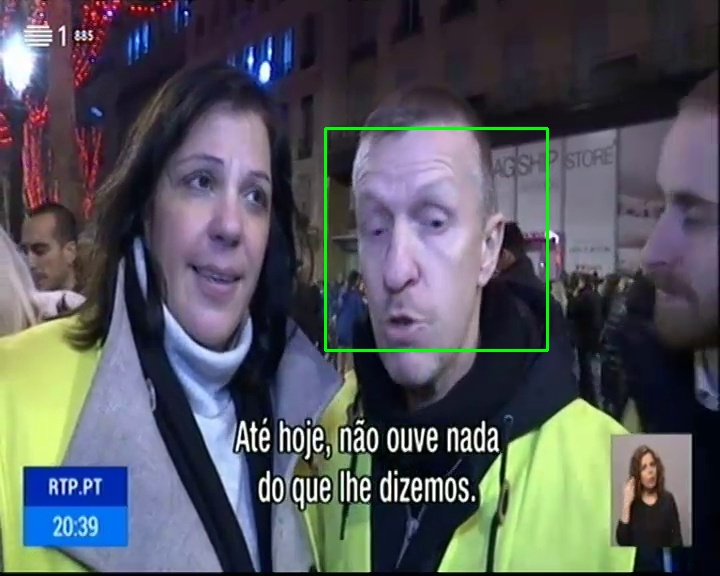 1 885
AGSHIP STORE
Até hoje, não ouve nada
do que lhe dizemos.
RTP.PT
20:39